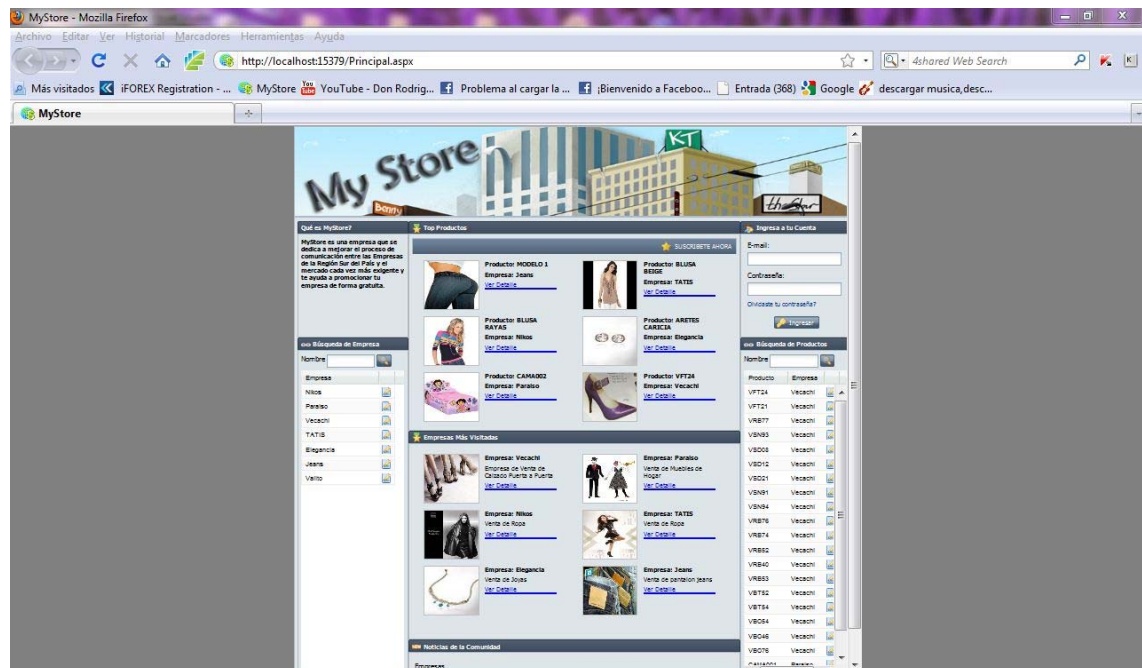 MyStore - Mozilla Firefox
Archivo Editar Ver Historial Marcadores Herramientas Ayuda
http://localhost:15379/Principal.aspx
4shared Web Search
Más visitados iFOREX Registration - ... MyStore YouTube - Don Rodrig... Problema al cargar la ... ¡Bienvenido a Faceboo... Entrada (368) Google descargar musica,desc...
MyStore
My Store
Benny
KT
the Star
Qué es MyStore?
MyStore es una empresa que se
dedica a mejorar el proceso de
comunicación entre las Empresas
de la Región Sur del País y el
mercado cada vez más exigente y
te ayuda a promocionar tu
empresa de forma gratuita.
Búsqueda de Empresa
Nombre
Empresa
Nikos
Paraiso
Vecachi
TATIS
Elegancia
Jeans
Top Productos
SUSCRIBETE AHORA
Producto: MODELO 1
Empresa: Jeans
Ver Detalle
Producto: BLUSA
BEIGE
Empresa: TATIS
Ver Detalle
Producto: BLUSA
RAYAS
Empresa: Nikos
Ver Detalle
Producto: ARETES
CARICIA
Empresa: Elegancia
Ver Detalle
Producto: CAMA002
Empresa: Paraiso
Ver Detalle
Producto: VFT24
Empresa: Vecachi
Ver Detalle
Empresas Más Visitadas
Empresa: Vecachi
Empresa de Venta de
Calzado Puerta a Puerta
Ver Detalle
Empresa: Paraiso
Venta de Muebles de
Hogar
Ver Detalle
Empresa: Nikos
Venta de Ropa
Ver Detalle
Empresa: TATIS
Venta de Ropa
Ver Detalle
Empresa: Elegancia
Venta de Joyas
Ver Detalle
Empresa: Jeans
Venta de pantalon jeans
Ver Detalle
Noticias de la Comunidad
Empresas
Ingresa a tu Cuenta
E-mail:
Contraseña:
Olvidaste tu contraseña?
Ingresar
Búsqueda de Productos
Nombre
Producto Empresa
VFT24 Vecachi
VFT21 Vecachi
VRB77 Vecachi
VSN93 Vecachi
VSD08 Vecachi
VSD12 Vecachi
VSD21 Vecachi
VSN91 Vecachi
VSN94 Vecachi
VRB76 Vecachi
VRB74 Vecachi
VRB52 Vecachi
VRB40 Vecachi
VRB53 Vecachi
VBT52 Vecachi
VBT54 Vecachi
VBO54 Vecachi
VBO46 Vecachi
VBO76 Vecachi
CAMA001 Paraiso